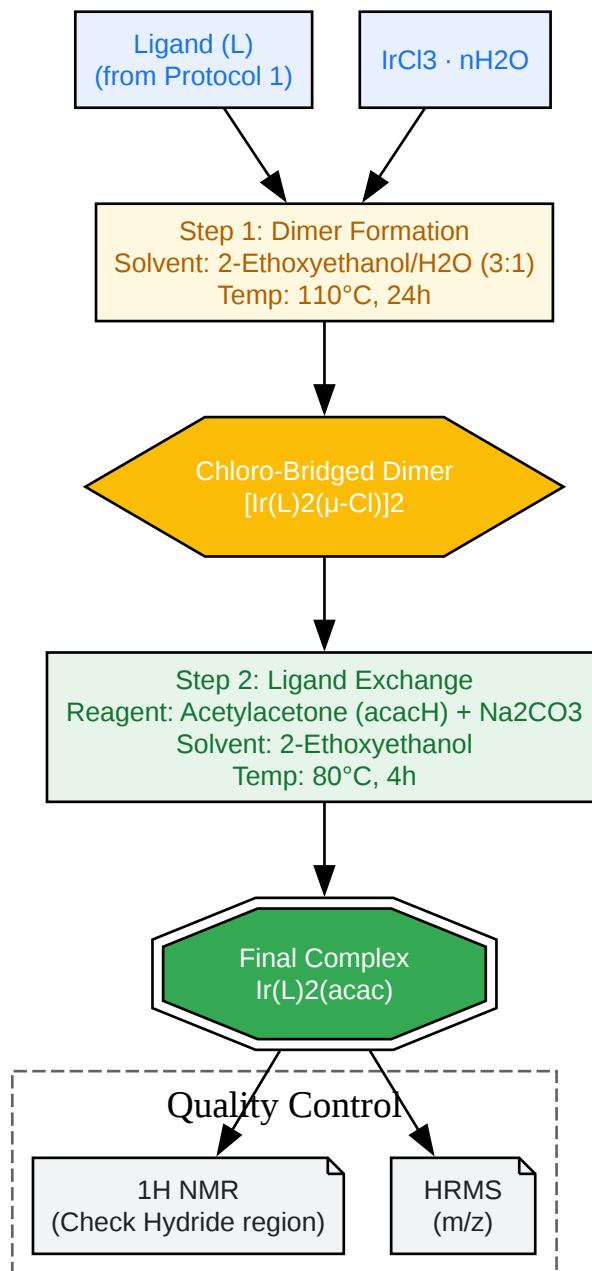 Ligand (L)
(from Protocol 1)
IrCl3 · nH2O
Step 1: Dimer Formation
Solvent: 2-Ethoxyethanol/H2O (3:1)
Temp: 110°C, 24h
Chloro-Bridged Dimer
[Ir(L)2(μ-Cl)]2
Step 2: Ligand Exchange
Reagent: Acetylacetone (acacH) + Na2CO3
Solvent: 2-Ethoxyethanol
Temp: 80°C, 4h
Final Complex
Ir(L)2(acac)
Quality Control
1H NMR
(Check Hydride region)
HRMS
(m/z)